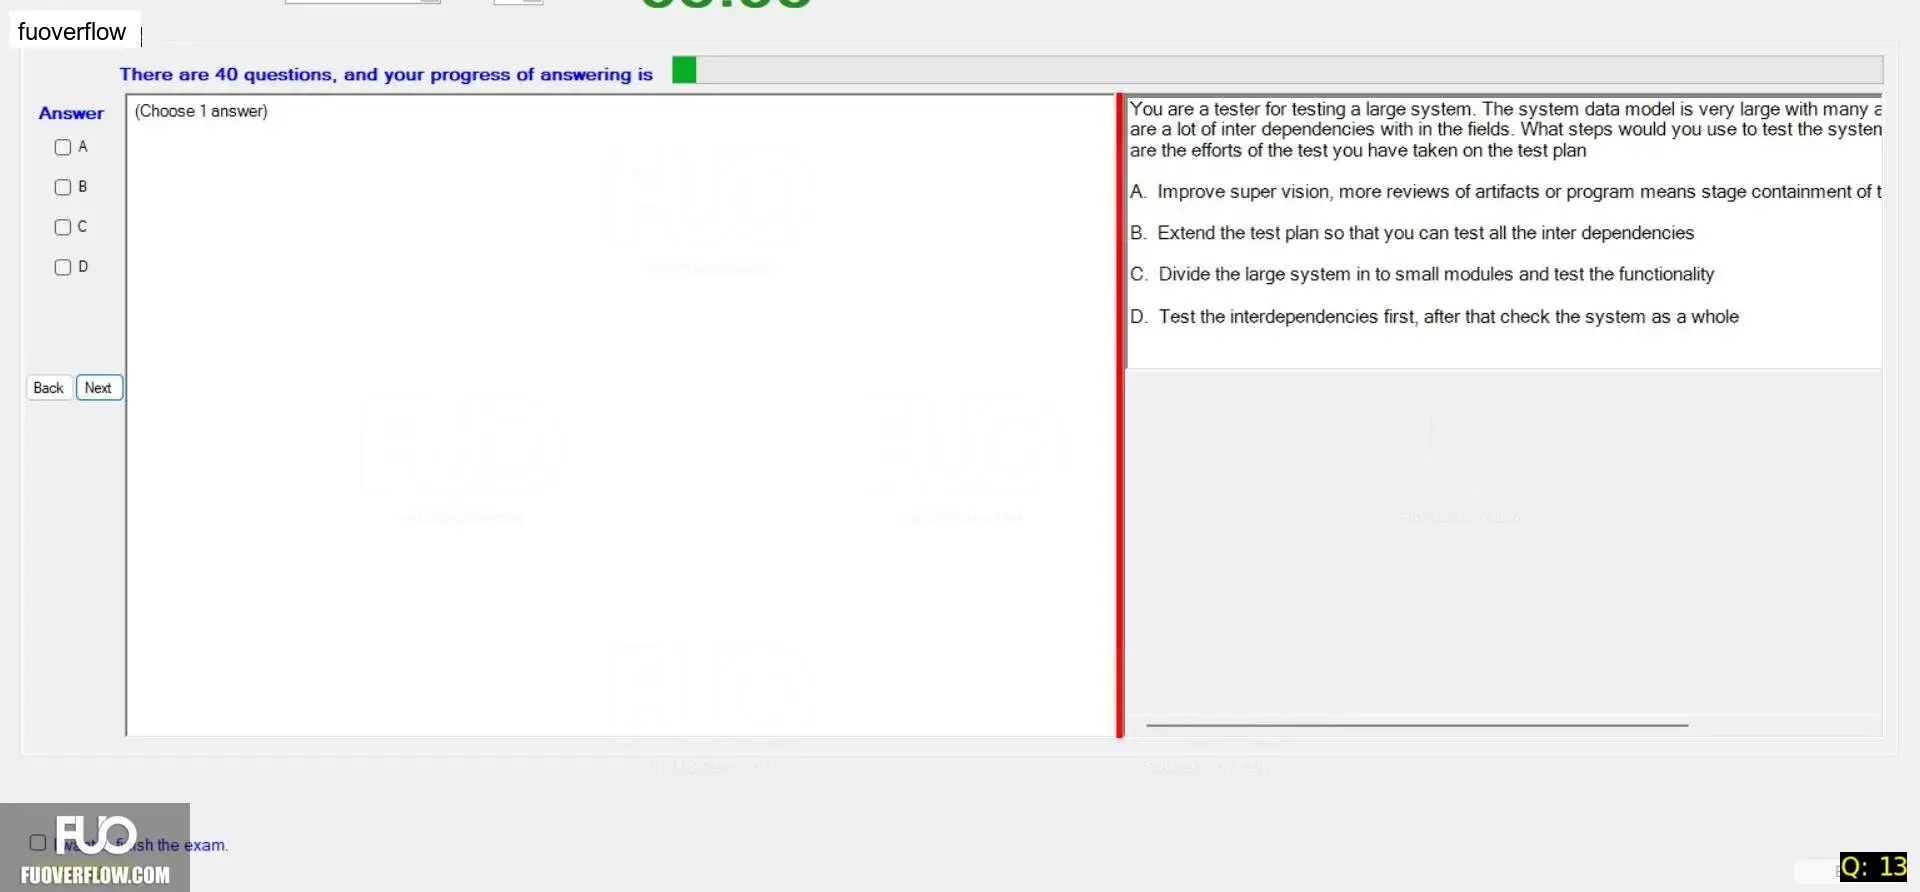 fuoverflow
There are 40 questions, and your progress of answering is
Answer
(Choose 1 answer)
A
B
C
D
Back
Next
You are a tester for testing a large system. The system data model is very large with many a
are a lot of inter dependencies with in the fields. What steps would you use to test the system
are the efforts of the test you have taken on the test plan
A. Improve super vision, more reviews of artifacts or program means stage containment of t
B. Extend the test plan so that you can test all the inter dependencies
C. Divide the large system in to small modules and test the functionality
D. Test the interdependencies first, after that check the system as a whole
I want to finish the exam.
FUO
FUOVERFLOW.COM
Q: 13